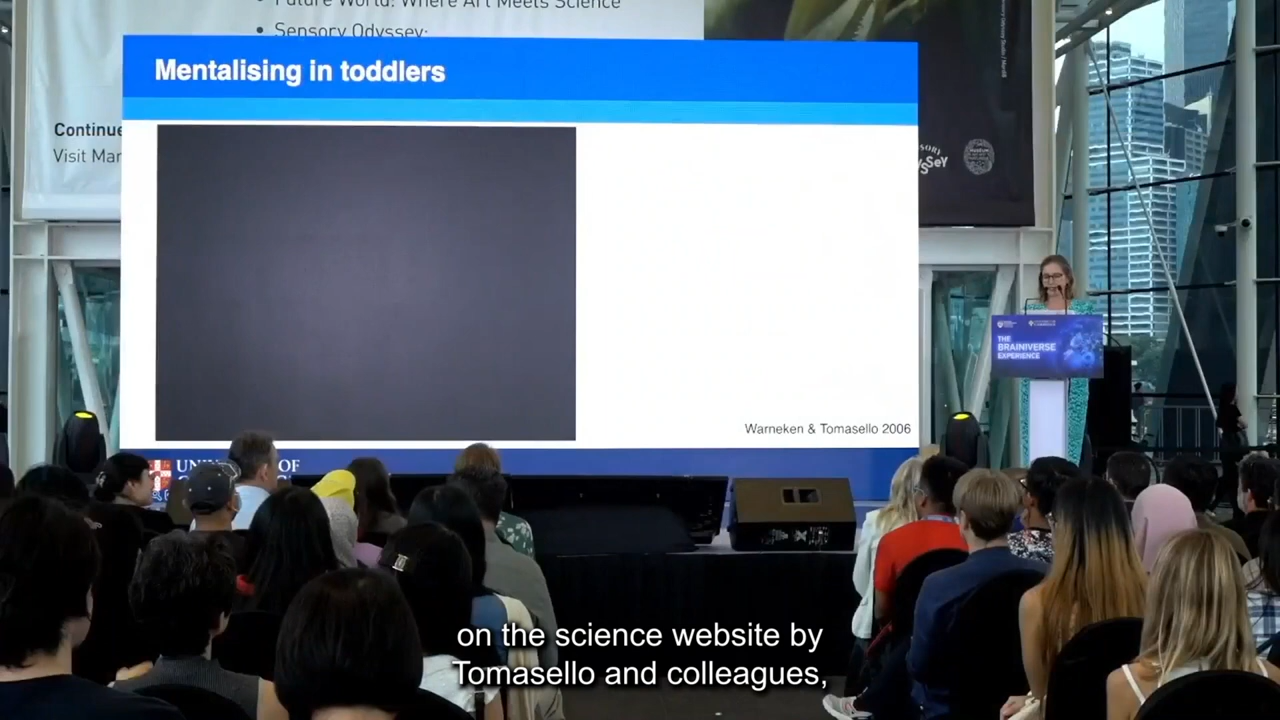 • Future World: Where Art Meets Science
• Sensory Odyssey:
Mentalising in toddlers
Continue
Visit Mar
Warneken & Tomasello 2006
THE
BRAINIVERSE
EXPERIENCE
OF
on the science website by
Tomasello and colleagues,